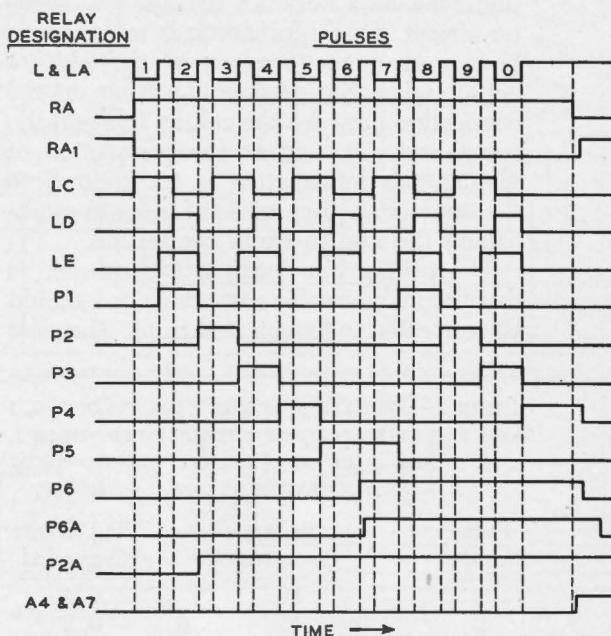 RELAY
DESIGNATION
PULSES
L & LA 1 2 3 4 5 6 7 8 9 0
RA
RA1
LC
LD
LE
P1
P2
P3
P4
P5
P6
P6A
P2A
A4 & A7
TIME